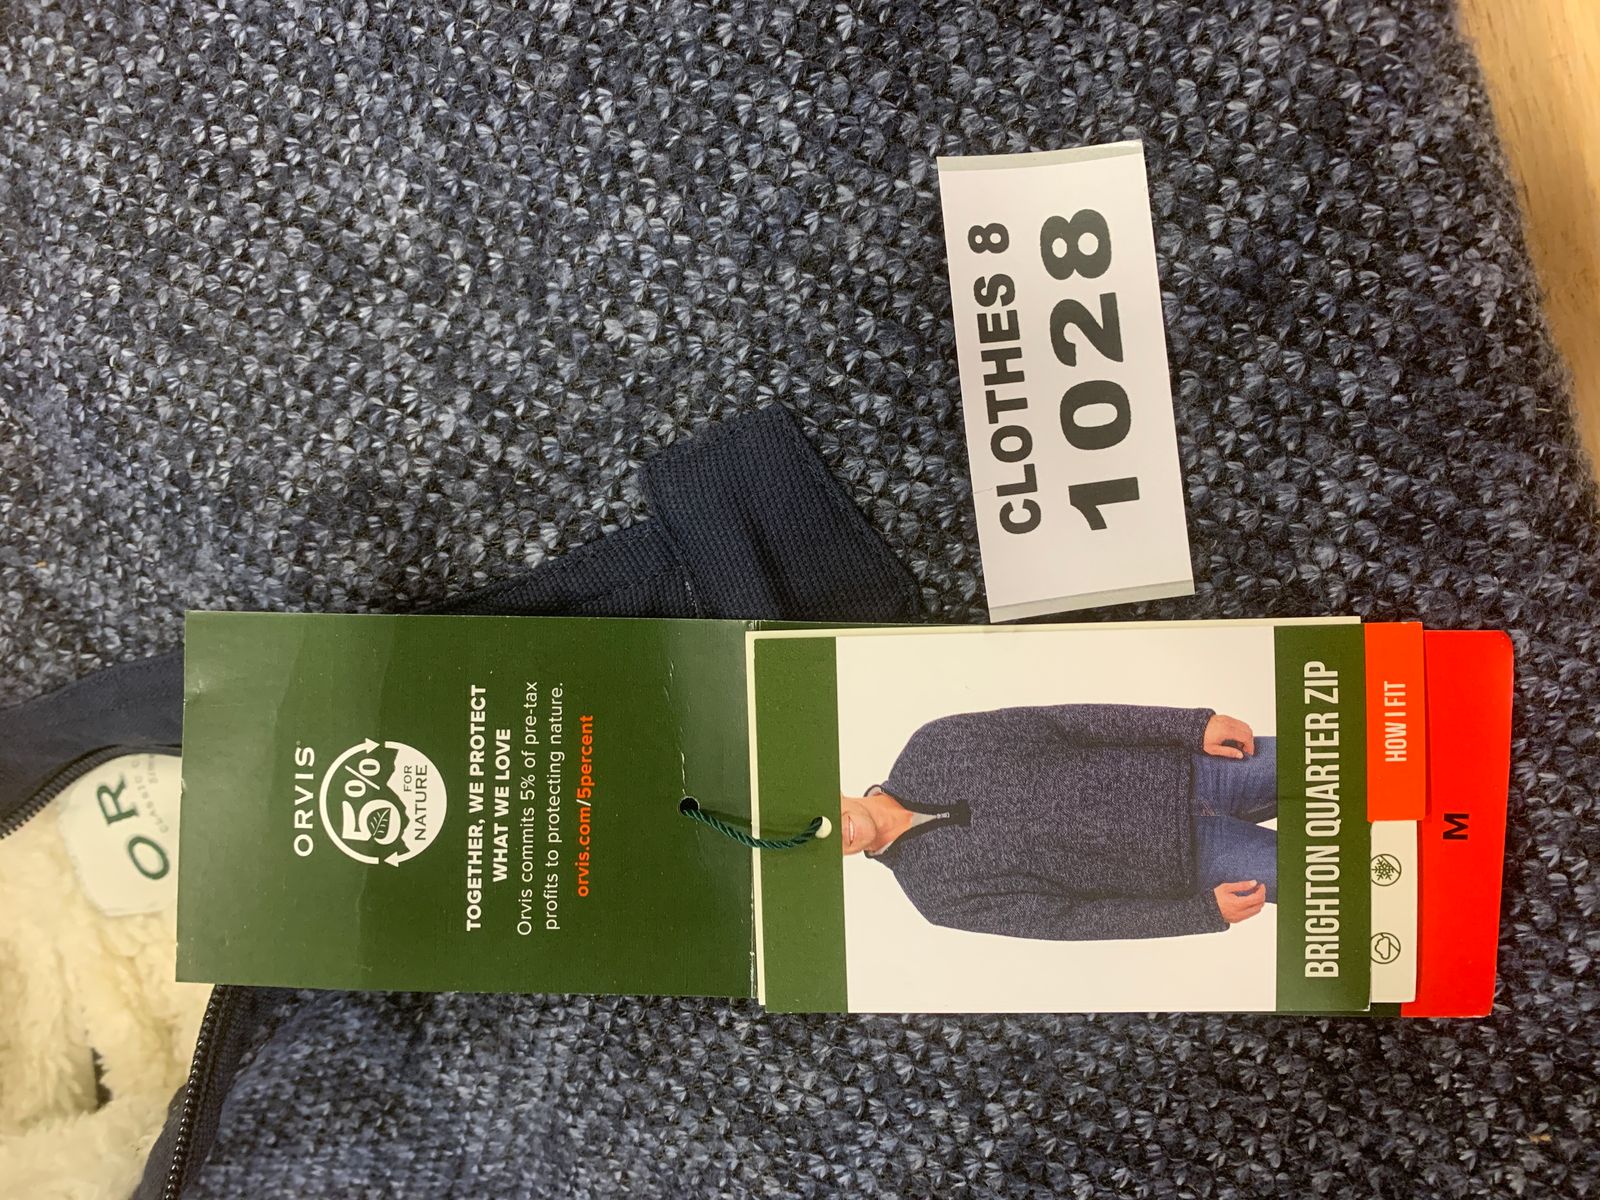 CLOTHES 8
1028
ORVIS
5%
FOR
NATURE
TOGETHER, WE PROTECT
WHAT WE LOVE
Orvis commits 5% of pre-tax
profits to protecting nature.
orvis.com/5percent
BRIGHTON QUARTER ZIP
HOW I FIT
M
OR